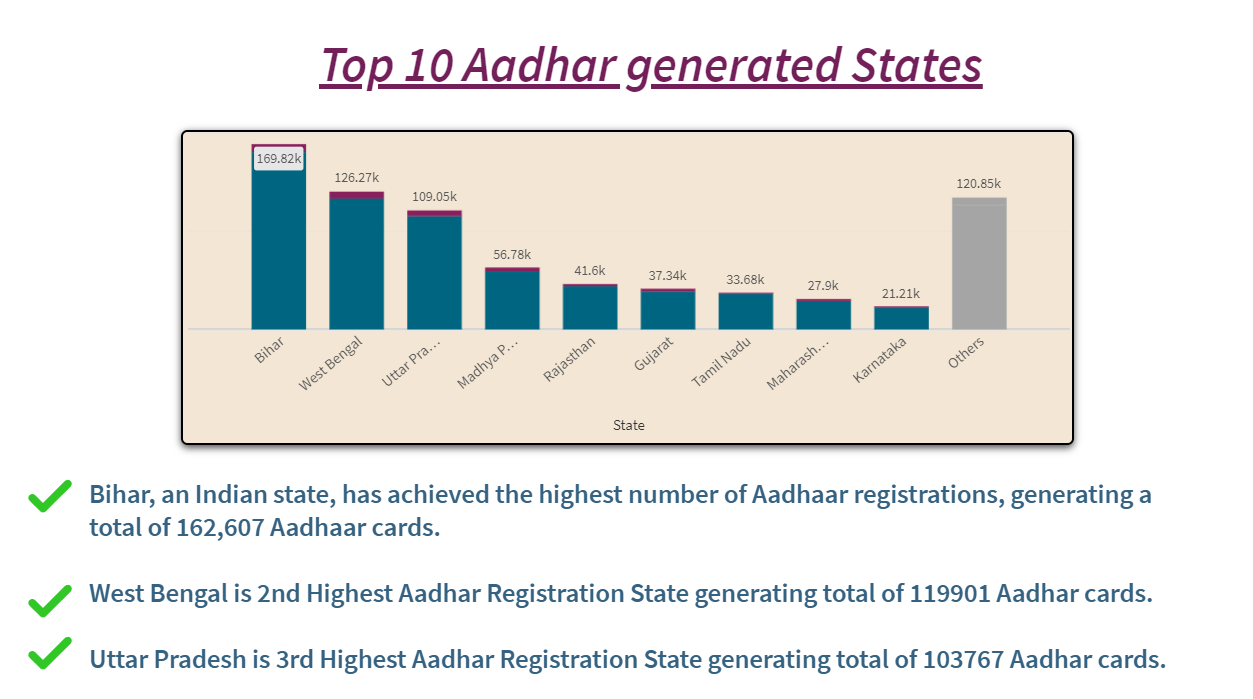 Top 10 Aadhar generated States
169.82k
126.27k
109.05k
56.78k
41.6k
37.34k
33.68k
27.9k
21.21k
120.85k
Bihar
West Bengal
Uttar Pra...
Madhya P...
Rajasthan
Gujarat
Tamil Nadu
Maharash...
Karnataka
Others
State
Bihar, an Indian state, has achieved the highest number of Aadhaar registrations, generating a
total of 162,607 Aadhaar cards.
West Bengal is 2nd Highest Aadhar Registration State generating total of 119901 Aadhar cards.
Uttar Pradesh is 3rd Highest Aadhar Registration State generating total of 103767 Aadhar cards.